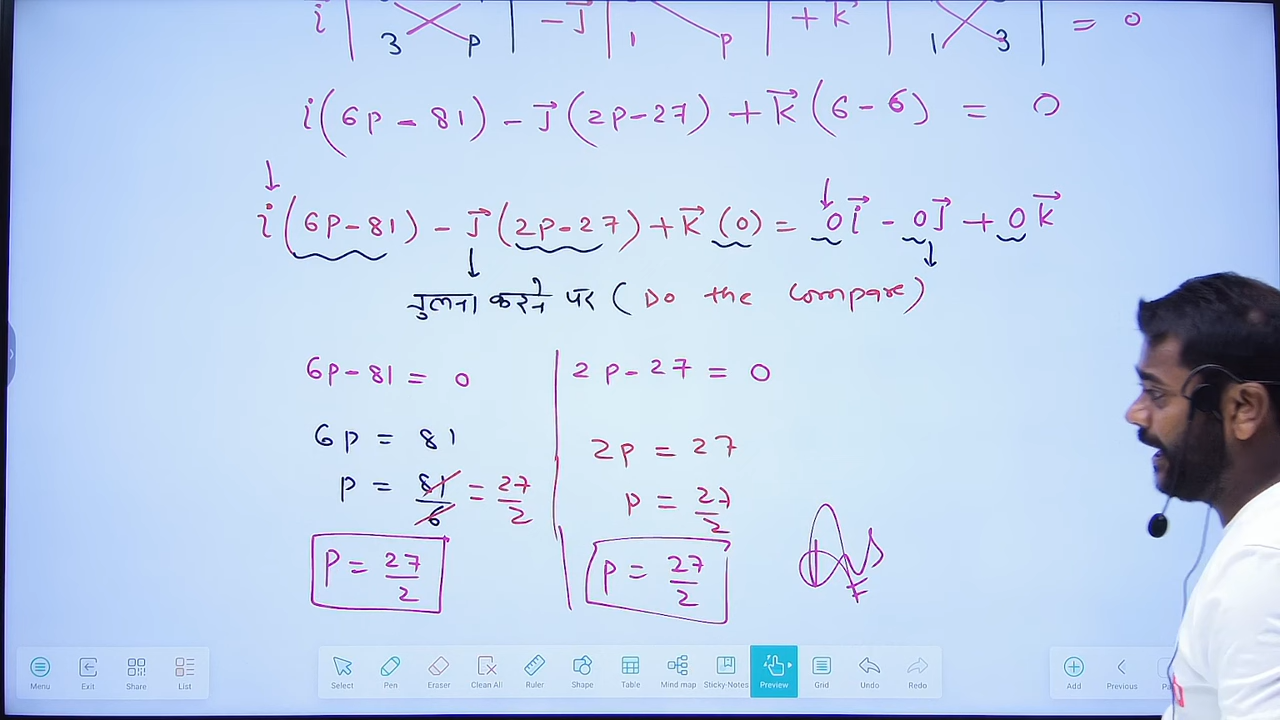 i | 3 p | - J | 1 p | + k | 1 3 | = 0
i(6p - 81) - J(2p-27) + K(6-6) = 0
i(6p-81) - J(2p-27) + K(0) = 0i - 0J + 0K
तुलना करने पर (Do the Compare)
6p-81 = 0
6p = 81
p = 81/6 = 27/2
P = 27/2
2p-27 = 0
2p = 27
p = 27/2
p = 27/2
Ans
Menu
Exit
Share
List
Select
Pen
Eraser
Clean All
Ruler
Shape
Table
Mind map
Sticky-Notes
Preview
Grid
Undo
Redo
Add
Previous